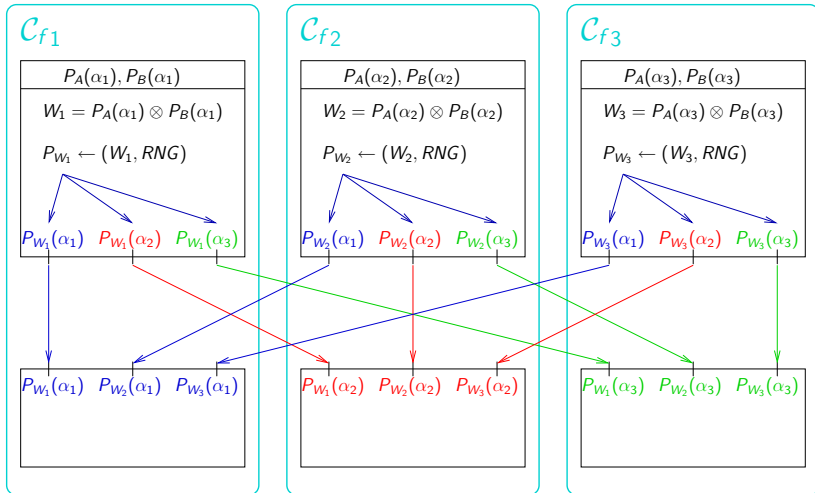 𝒞_f1 𝒞_f2 𝒞_f3
P_A(α₁), P_B(α₁) P_A(α₂), P_B(α₂) P_A(α₃), P_B(α₃)
W₁ = P_A(α₁) ⊗ P_B(α₁) W₂ = P_A(α₂) ⊗ P_B(α₂) W₃ = P_A(α₃) ⊗ P_B(α₃)
P_W₁ ← (W₁, RNG) P_W₂ ← (W₂, RNG) P_W₃ ← (W₃, RNG)
P_W₁(α₁) P_W₁(α₂) P_W₁(α₃) P_W₂(α₁) P_W₂(α₂) P_W₂(α₃) P_W₃(α₁) P_W₃(α₂) P_W₃(α₃)
P_W₁(α₁) P_W₂(α₁) P_W₃(α₁) P_W₁(α₂) P_W₂(α₂) P_W₃(α₂) P_W₁(α₃) P_W₂(α₃) P_W₃(α₃)